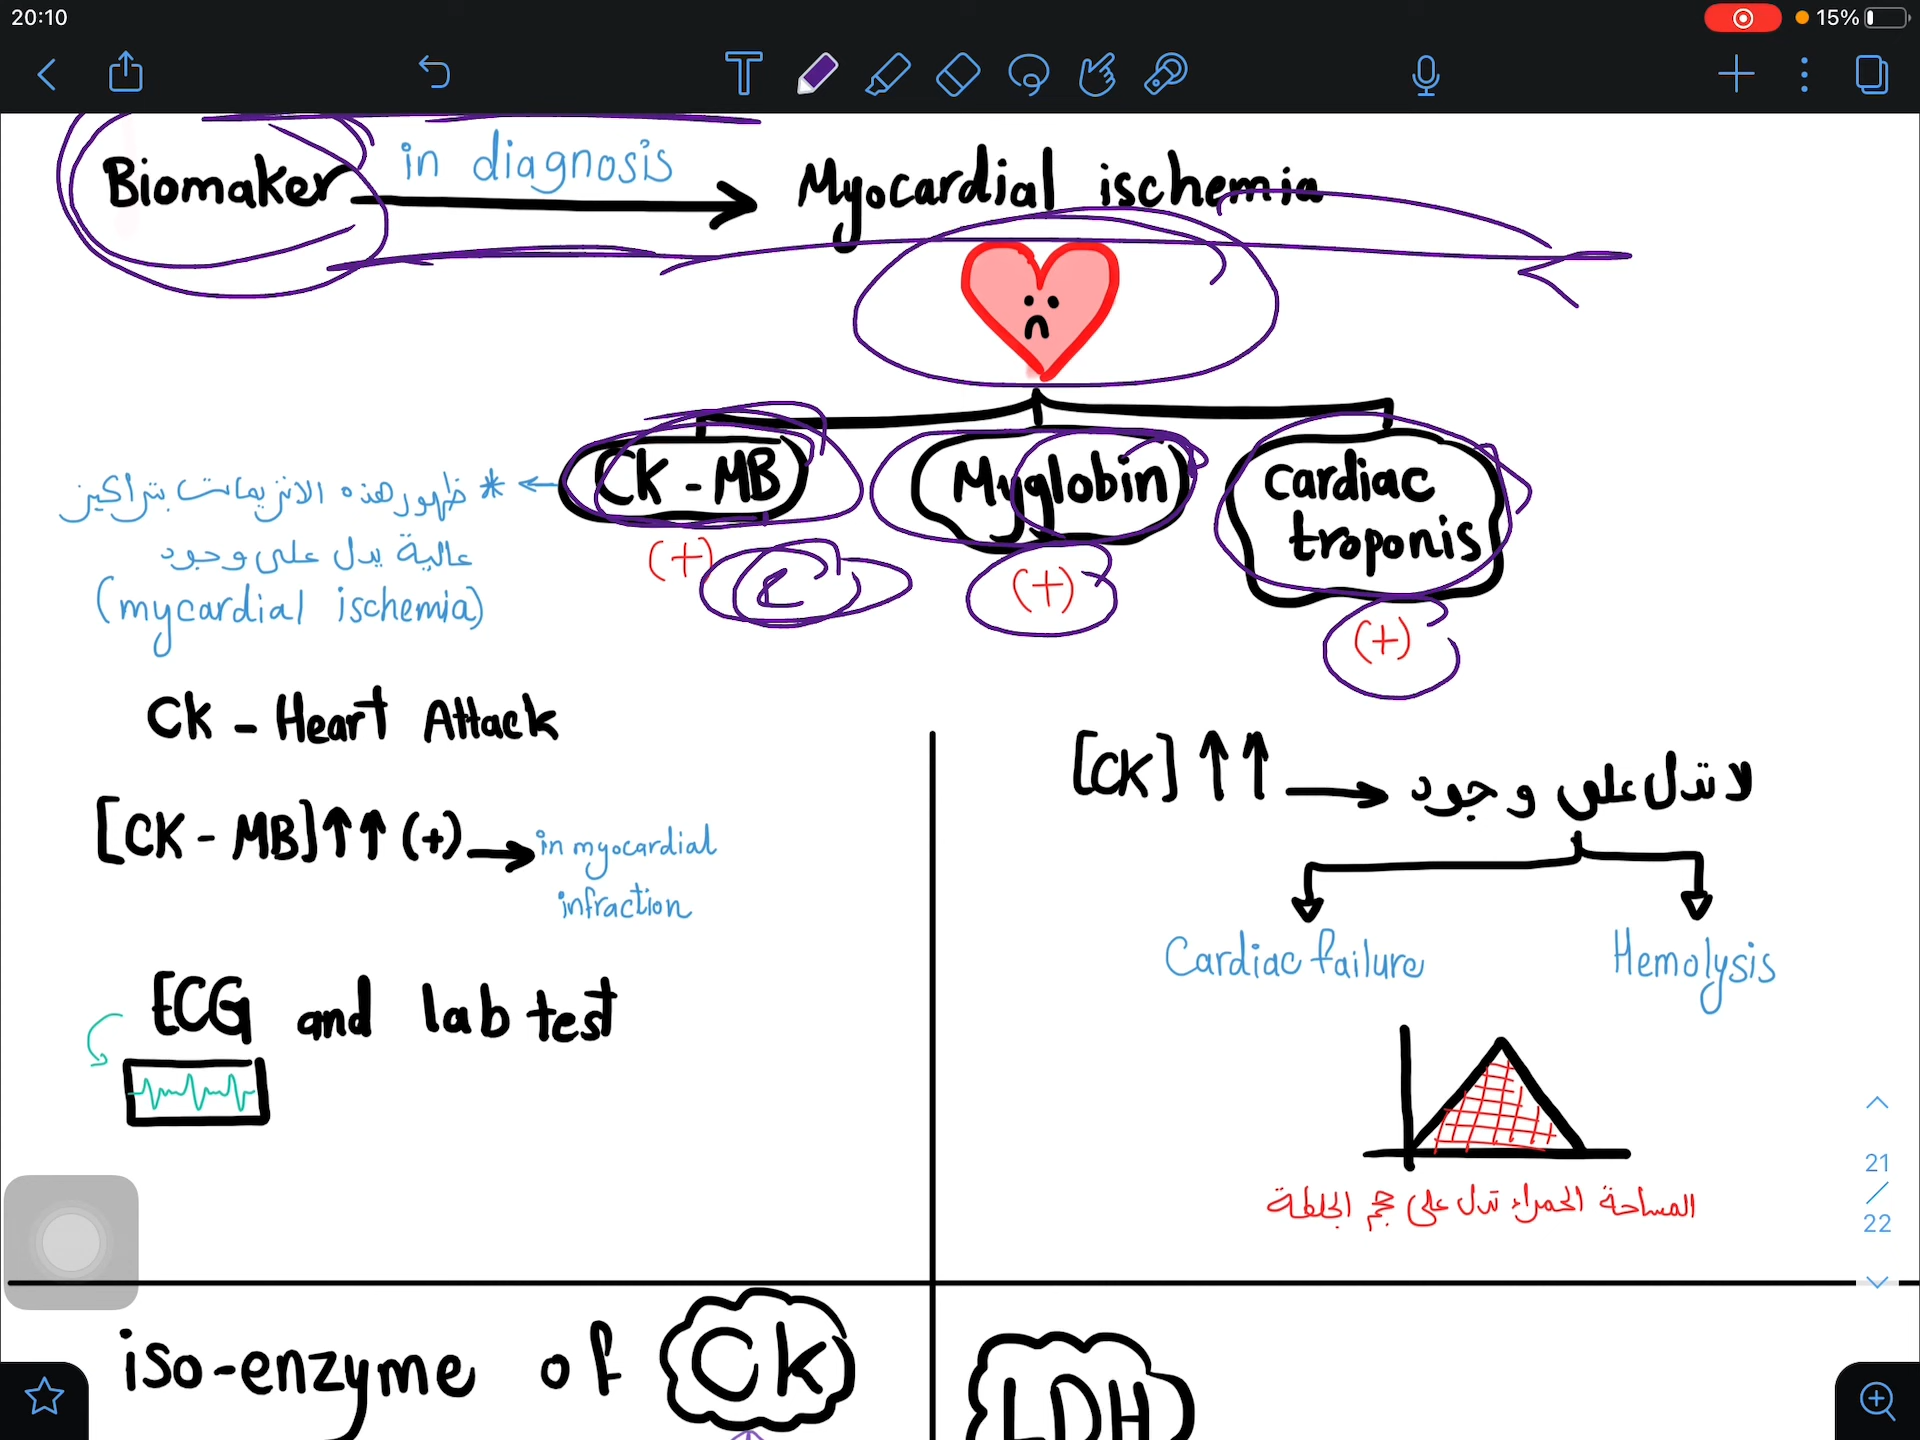 20:10
15%
T
Biomaker in diagnosis Myocardial ischemia
CK - MB
Myglobin
cardiac
troponis
* ظهور هذه الانزيمات بتراكيز
عالية يدل على وجود
(mycardial ischemia)
(+)
(+)
(+)
CK - Heart Attack
[CK - MB]↑↑ (+) → in myocardial
infraction
ECG and lab test
[CK] ↑↑ → لا تدل على وجود
Cardiac failure
Hemolysis
المساحة الحمراء تدل على حجم الجلطة
21
/
22
iso-enzyme of CK
LDH